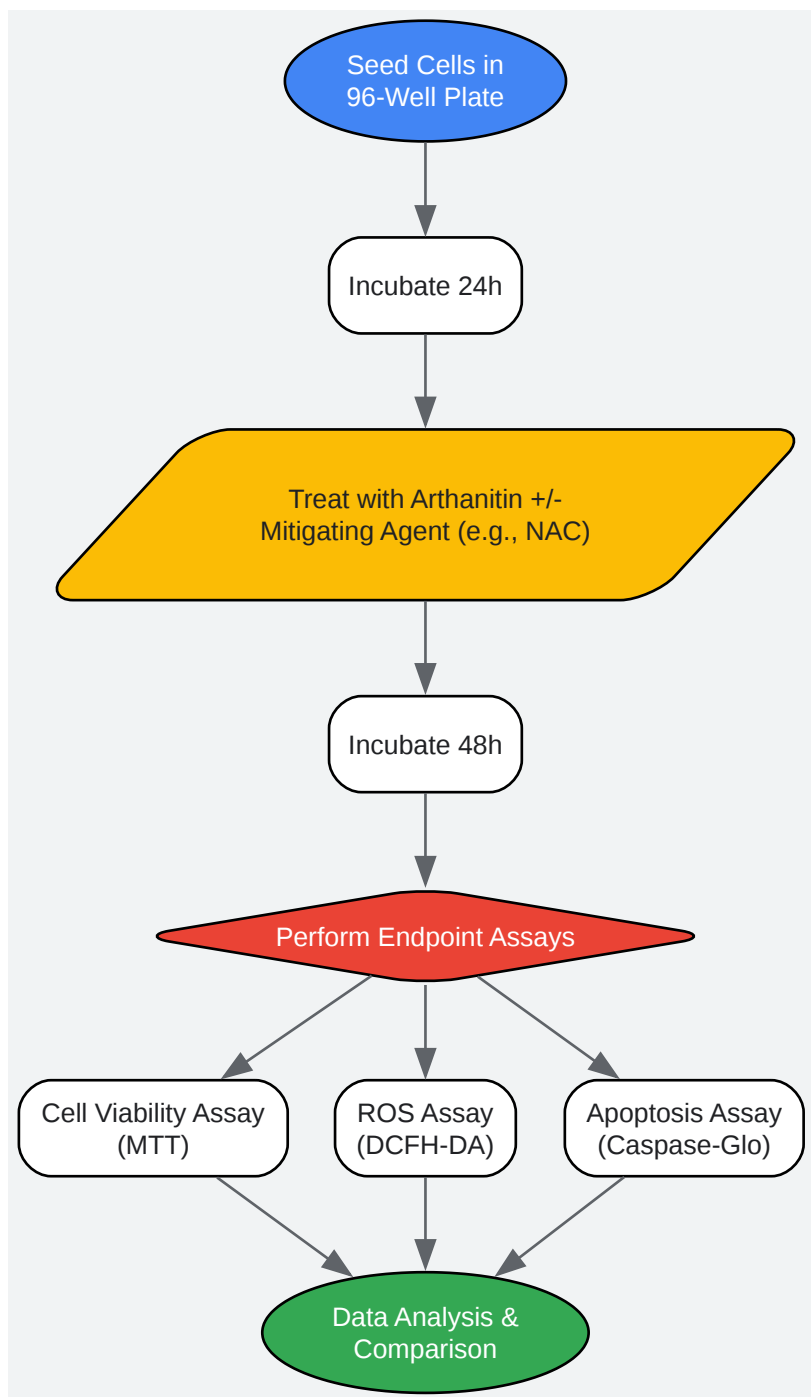 Seed Cells in
96-Well Plate
Incubate 24h
Treat with Arthanitin +/-
Mitigating Agent (e.g., NAC)
Incubate 48h
Perform Endpoint Assays
Cell Viability Assay
(MTT)
ROS Assay
(DCFH-DA)
Apoptosis Assay
(Caspase-Glo)
Data Analysis &
Comparison